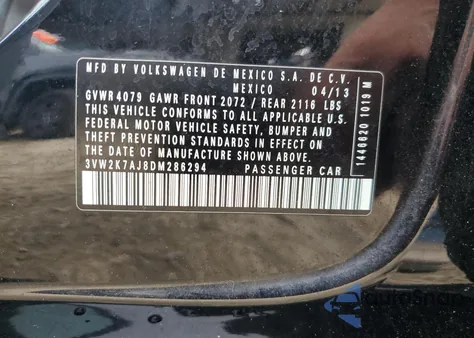 MFD BY VOLKSWAGEN DE MEXICO S.A. DE C.V.
MEXICO 04/13
GVWR 4079 GAWR FRONT 2072 / REAR 2116 LBS
THIS VEHICLE CONFORMS TO ALL APPLICABLE U.S.
FEDERAL MOTOR VEHICLE SAFETY, BUMPER AND
THEFT PREVENTION STANDARDS IN EFFECT ON
THE DATE OF MANUFACTURE SHOWN ABOVE
3VW2K7AJ8DM286294 PASSENGER CAR
1446620 1019 M